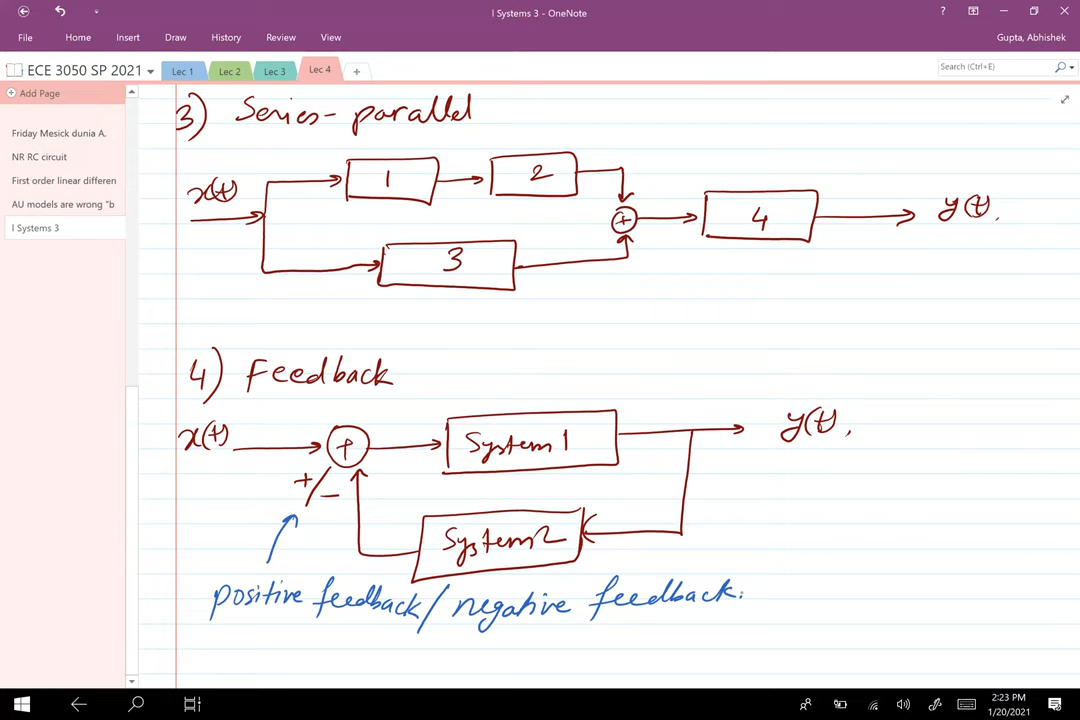 I Systems 3 - OneNote
?
File Home Insert Draw History Review View
Gupta, Abhishek
ECE 3050 SP 2021
Lec 1 Lec 2 Lec 3 Lec 4 +
Search (Ctrl+E)
Add Page
Friday Mesick dunia A.
NR RC circuit
First order linear differen
AU models are wrong "b
I Systems 3
3) Series-parallel
x(t)
1
2
+
4
y(t).
3
4) Feedback
x(t)
+
System 1
y(t).
+/-
System 2
positive feedback/negative feedback.
2:23 PM
1/20/2021